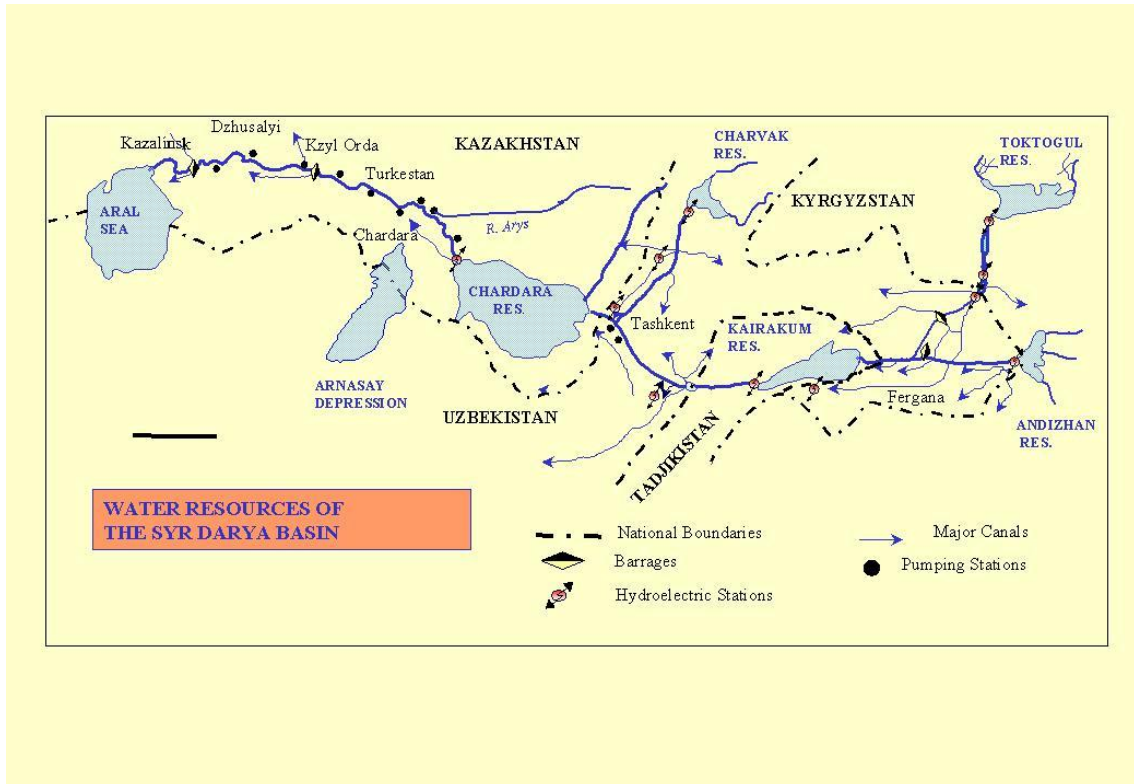 Dzhusalyi
Kazalinsk
Kzyl Orda
KAZAKHSTAN
CHARVAK
RES.
TOKTOGUL
RES.
Turkestan
KYRGYZSTAN
ARAL
SEA
R. Arys
Chardara
CHARDARA
RES.
Tashkent
KAIRAKUM
RES.
ARNASAY
DEPRESSION
UZBEKISTAN
Fergana
ANDIZHAN
RES.
TADJIKISTAN
WATER RESOURCES OF
THE SYR DARYA BASIN
National Boundaries
Major Canals
Barrages
Pumping Stations
Hydroelectric Stations